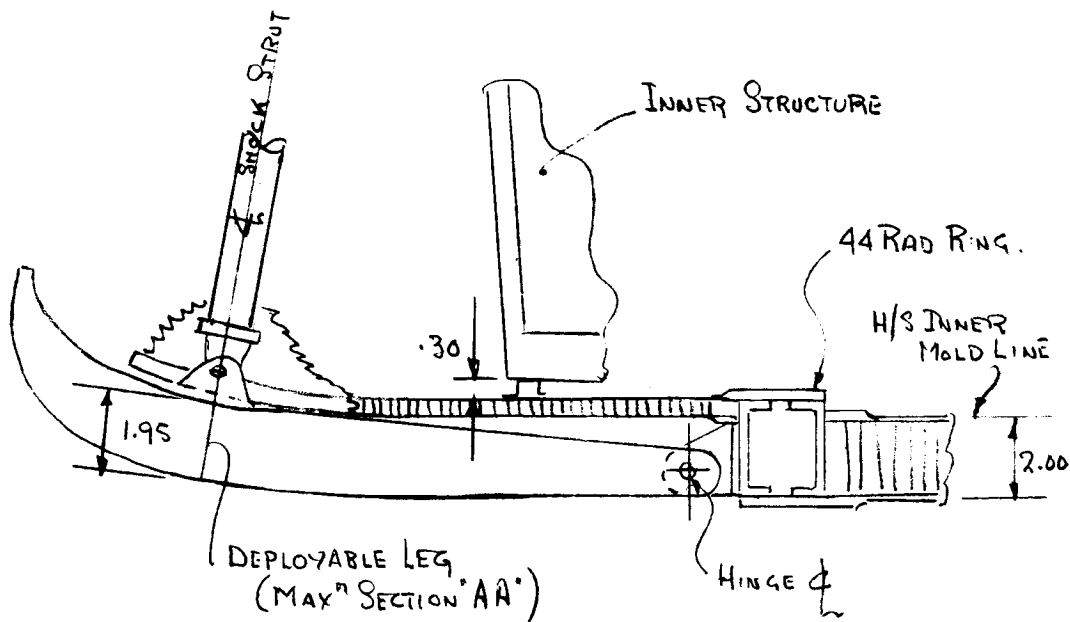 ℄ SHOCK STRUT
INNER STRUCTURE
44 RAD RING.
H/S INNER
MOLD LINE
.30
1.95
2.00
DEPLOYABLE LEG
(MAXᵐ SECTION "AA")
HINGE ℄